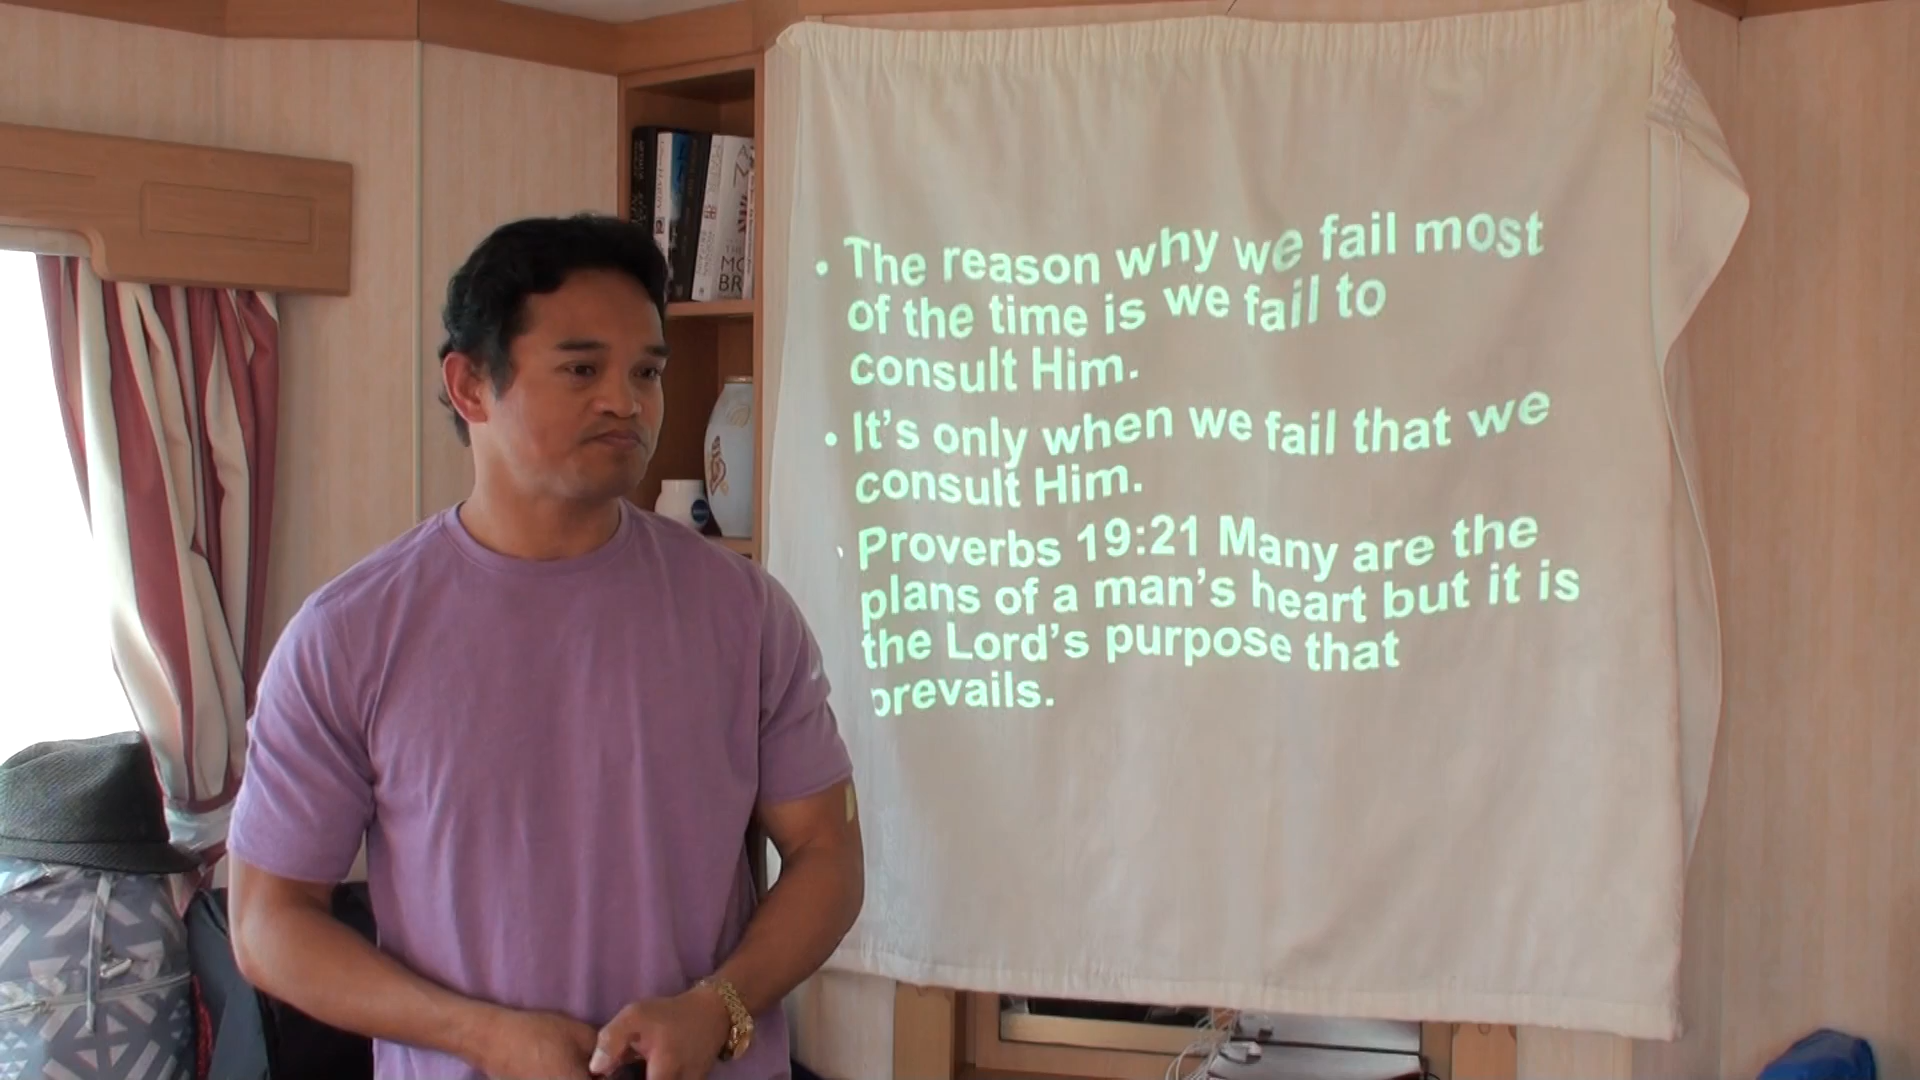 • The reason why we fail most
of the time is we fail to
consult Him.
• It's only when we fail that we
consult Him.
• Proverbs 19:21 Many are the
plans of a man's heart but it is
the Lord's purpose that
prevails.